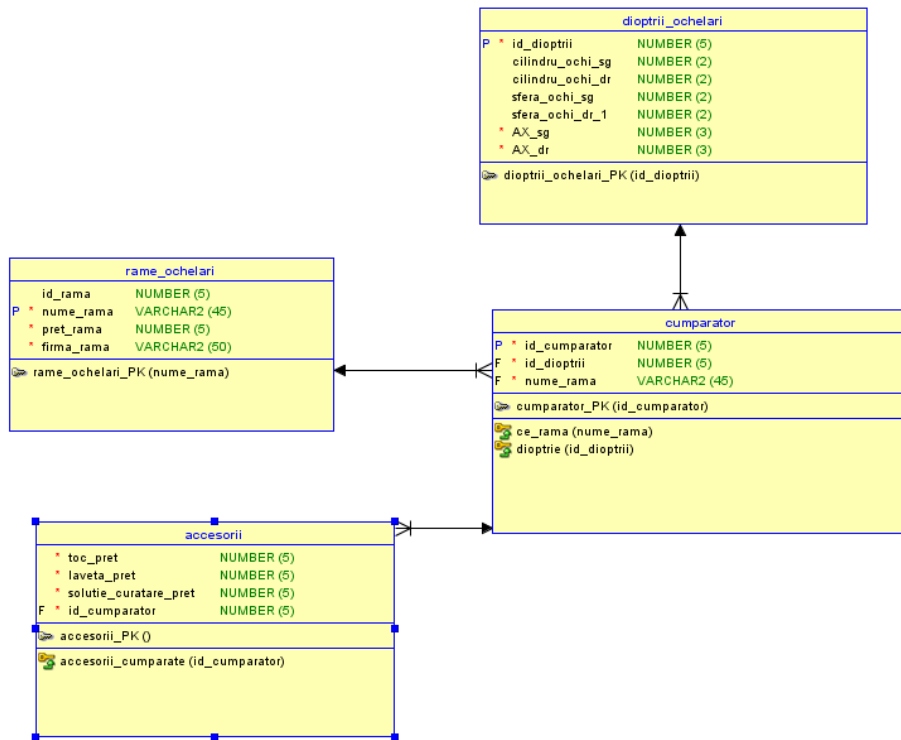 dioptrii_ochelari
P * id_dioptrii NUMBER (5)
cilindru_ochi_sg NUMBER (2)
cilindru_ochi_dr NUMBER (2)
sfera_ochi_sg NUMBER (2)
sfera_ochi_dr_1 NUMBER (2)
* AX_sg NUMBER (3)
* AX_dr NUMBER (3)
dioptrii_ochelari_PK (id_dioptrii)
rame_ochelari
id_rama NUMBER (5)
P * nume_rama VARCHAR2 (45)
* pret_rama NUMBER (5)
* firma_rama VARCHAR2 (50)
rame_ochelari_PK (nume_rama)
cumparator
P * id_cumparator NUMBER (5)
F * id_dioptrii NUMBER (5)
F * nume_rama VARCHAR2 (45)
cumparator_PK (id_cumparator)
ce_rama (nume_rama)
dioptrie (id_dioptrii)
accesorii
* toc_pret NUMBER (5)
* laveta_pret NUMBER (5)
* solutie_curatare_pret NUMBER (5)
F * id_cumparator NUMBER (5)
accesorii_PK ()
accesorii_cumparate (id_cumparator)